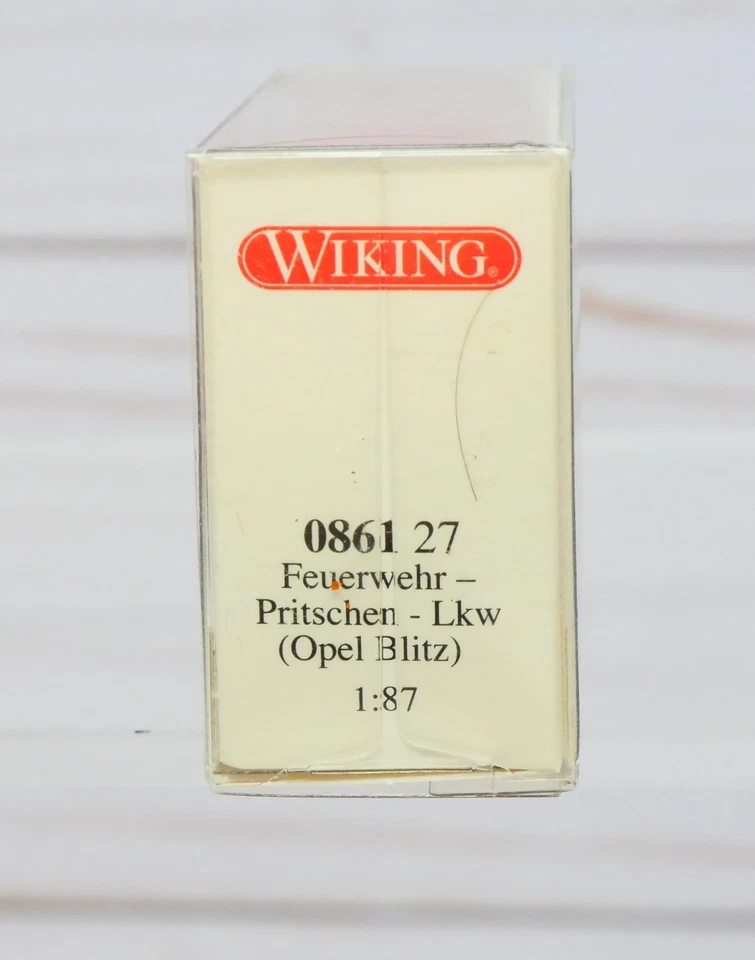 WIKING®
0861 27
Feuerwehr –
Pritschen - Lkw
(Opel Blitz)
1:87